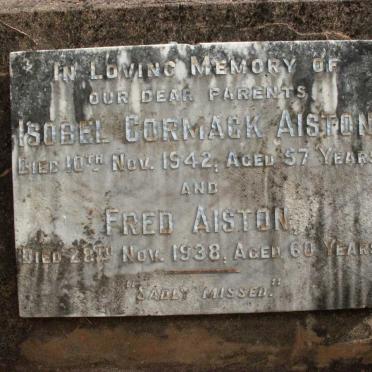 IN LOVING MEMORY OF
OUR DEAR PARENTS
ISOBEL CORMACK AISTON
DIED 10TH NOV. 1942, AGED 57 YEARS
AND
FRED AISTON,
DIED 28TH NOV. 1938, AGED 60 YEARS
"SADLY MISSED."